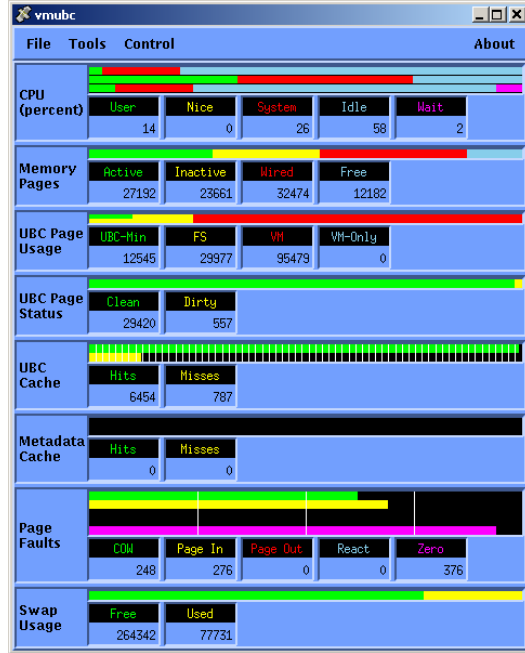 vmubc
File Tools Control About
CPU (percent)
User Nice System Idle Wait
14 0 26 58 2
Memory Pages
Active Inactive Wired Free
27192 23661 32474 12182
UBC Page Usage
UBC-Min FS VM VM-Only
12545 29977 95479 0
UBC Page Status
Clean Dirty
29420 557
UBC Cache
Hits Misses
6454 787
Metadata Cache
Hits Misses
0 0
Page Faults
COW Page In Page Out React Zero
248 276 0 0 376
Swap Usage
Free Used
264342 77731